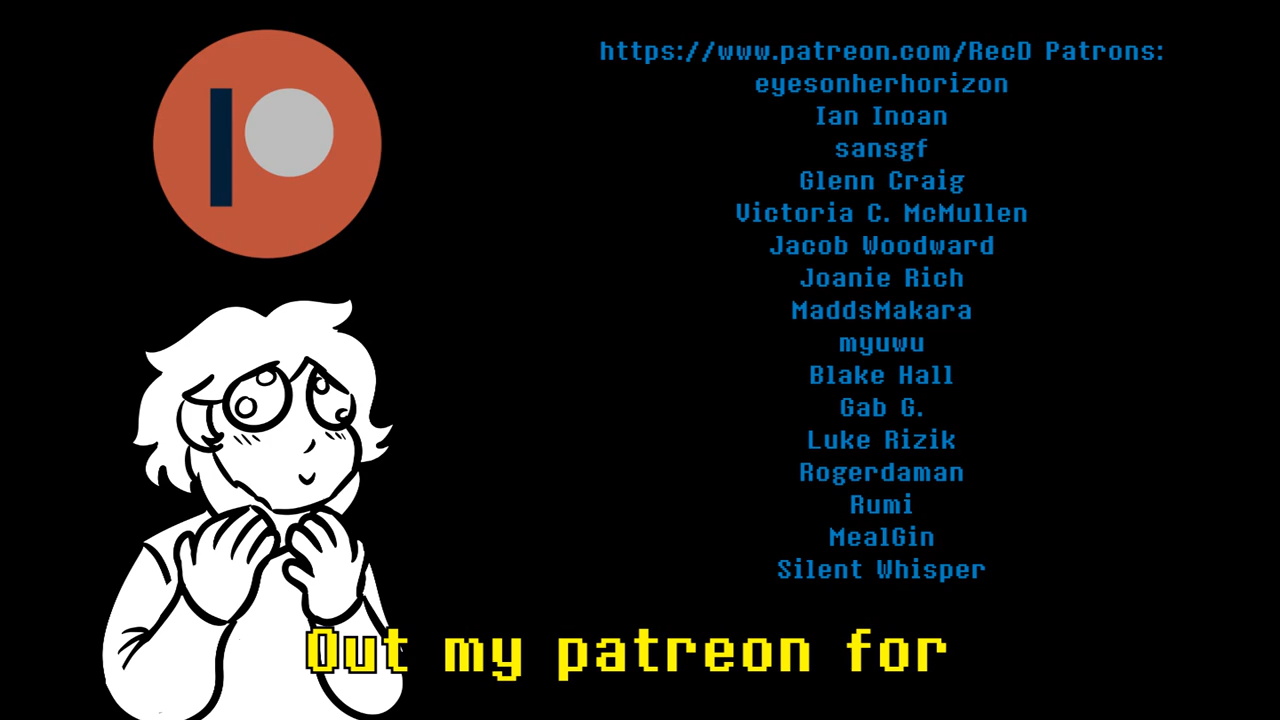 https://www.patreon.com/RecD Patrons:
eyesonherhorizon
Ian Inoan
sansgf
Glenn Craig
Victoria C. McMullen
Jacob Woodward
Joanie Rich
MaddsMakara
myuwu
Blake Hall
Gab G.
Luke Rizik
Rogerdaman
Rumi
MealGin
Silent Whisper
Out my patreon for